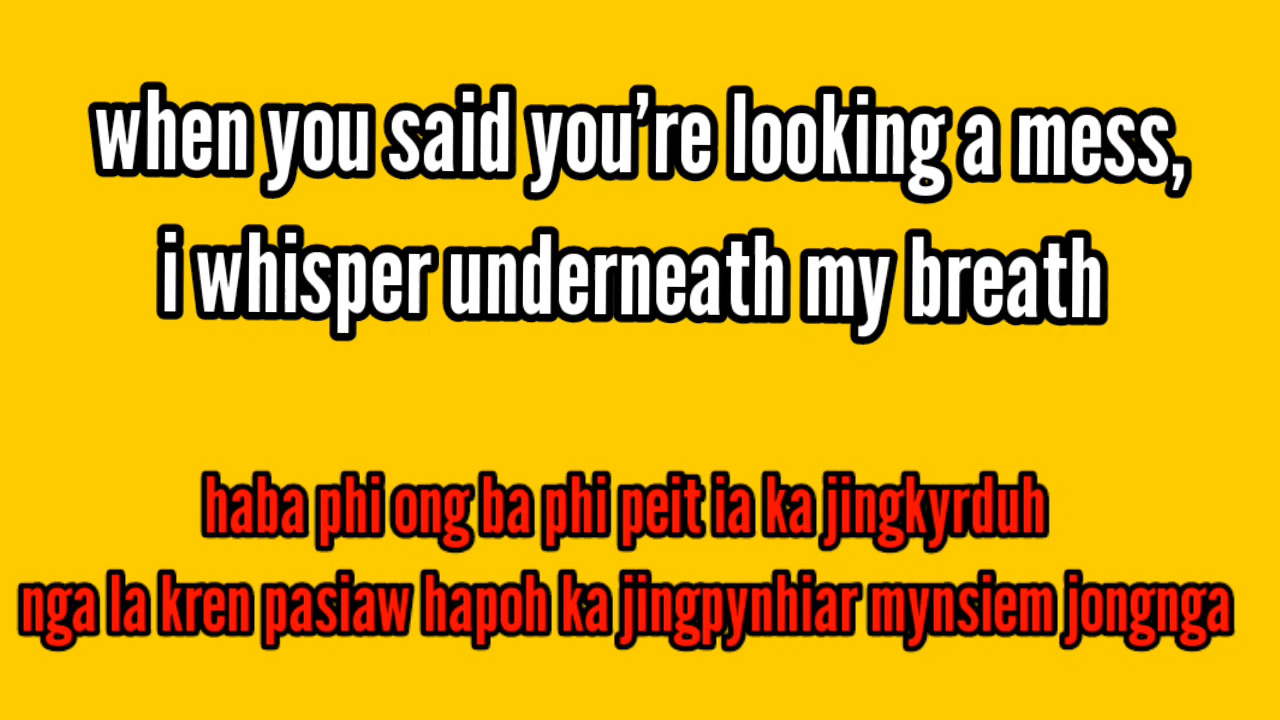 when you said you’re looking a mess,
i whisper underneath my breath
haba phi ong ba phi peit ia ka jingkyrduh
nga la kren pasiaw hapoh ka jingpynhiar mynsiem jongnga